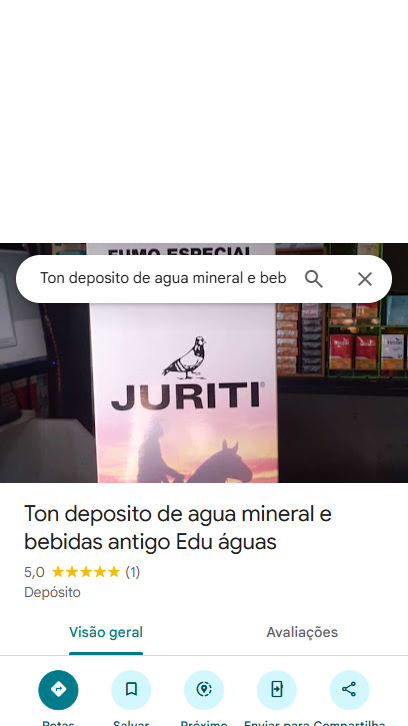 FUMO ESPECIAL
Ton deposito de agua mineral e beb
JURITI
Ton deposito de agua mineral e
bebidas antigo Edu águas
5,0 (1)
Depósito
Visão geral Avaliações
Rotas Salvar Próximo Enviar para Compartilha